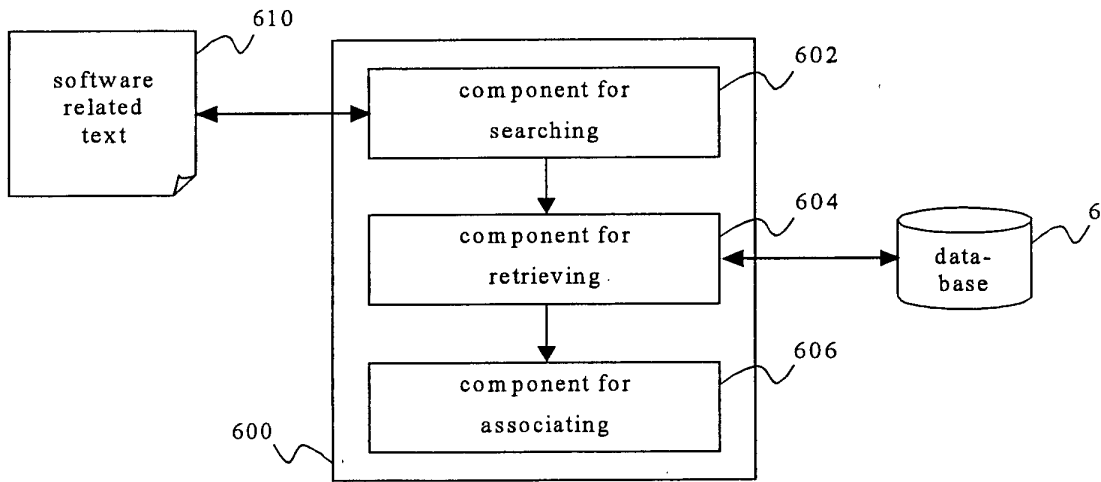 610
software
related
text
602
component for
searching
604
component for
retrieving
6
data-
base
606
component for
associating
600